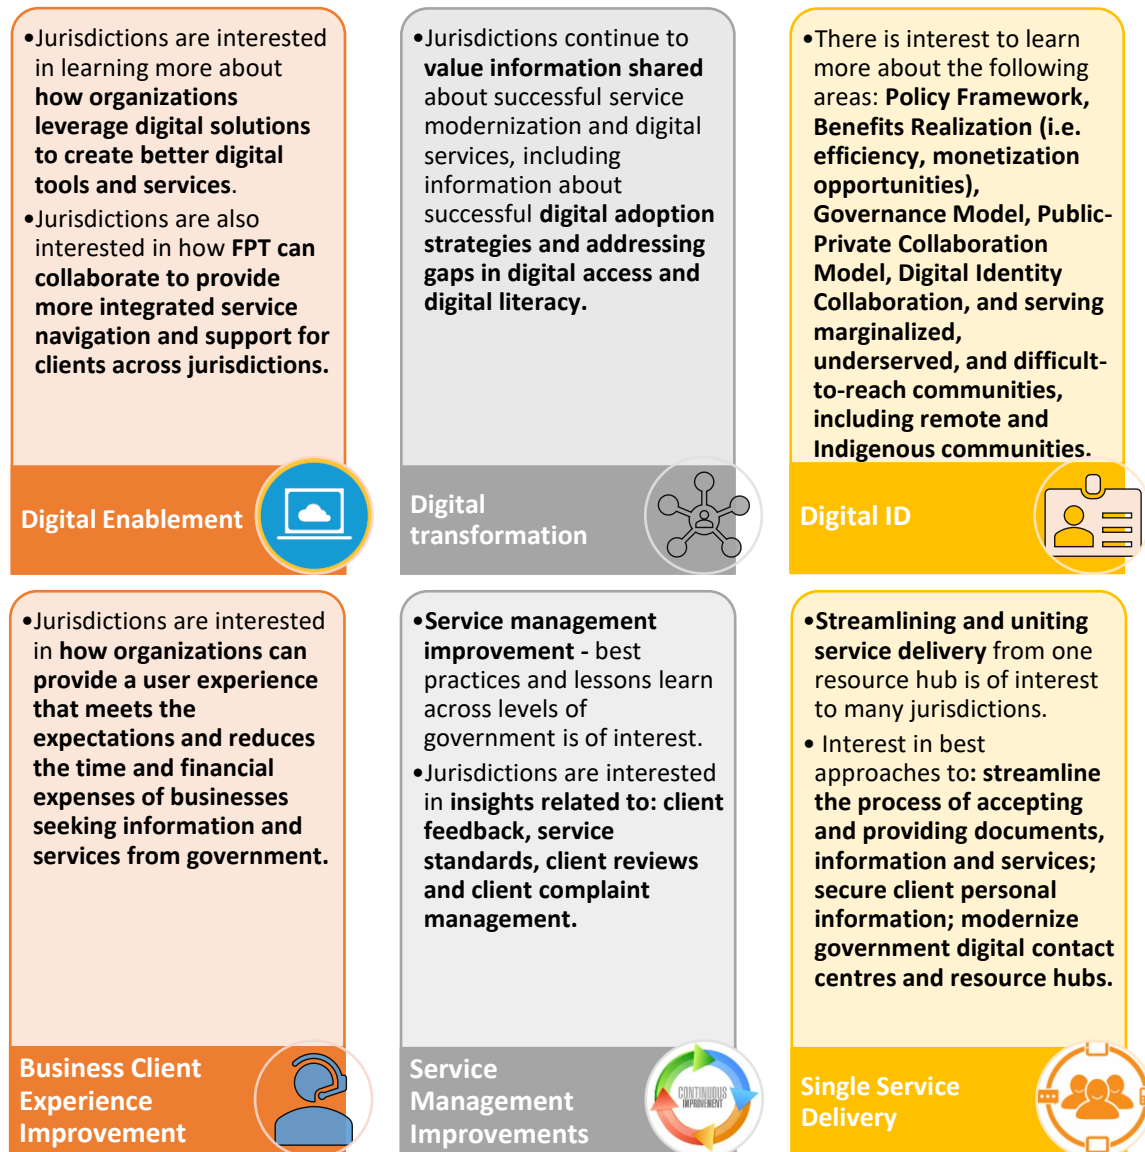 •Jurisdictions are interested
in learning more about
how organizations
leverage digital solutions
to create better digital
tools and services.
•Jurisdictions are also
interested in how FPT can
collaborate to provide
more integrated service
navigation and support for
clients across jurisdictions.
Digital Enablement
•Jurisdictions continue to
value information shared
about successful service
modernization and digital
services, including
information about
successful digital adoption
strategies and addressing
gaps in digital access and
digital literacy.
Digital
transformation
•There is interest to learn
more about the following
areas: Policy Framework,
Benefits Realization (i.e.
efficiency, monetization
opportunities),
Governance Model, Public-
Private Collaboration
Model, Digital Identity
Collaboration, and serving
marginalized,
underserved, and difficult-
to-reach communities,
including remote and
Indigenous communities.
Digital ID
•Jurisdictions are interested
in how organizations can
provide a user experience
that meets the
expectations and reduces
the time and financial
expenses of businesses
seeking information and
services from government.
Business Client
Experience
Improvement
•Service management
improvement - best
practices and lessons learn
across levels of
government is of interest.
•Jurisdictions are interested
in insights related to: client
feedback, service
standards, client reviews
and client complaint
management.
Service
Management
Improvements
CONTINUOUS
IMPROVEMENT
•Streamlining and uniting
service delivery from one
resource hub is of interest
to many jurisdictions.
• Interest in best
approaches to: streamline
the process of accepting
and providing documents,
information and services;
secure client personal
information; modernize
government digital contact
centres and resource hubs.
Single Service
Delivery